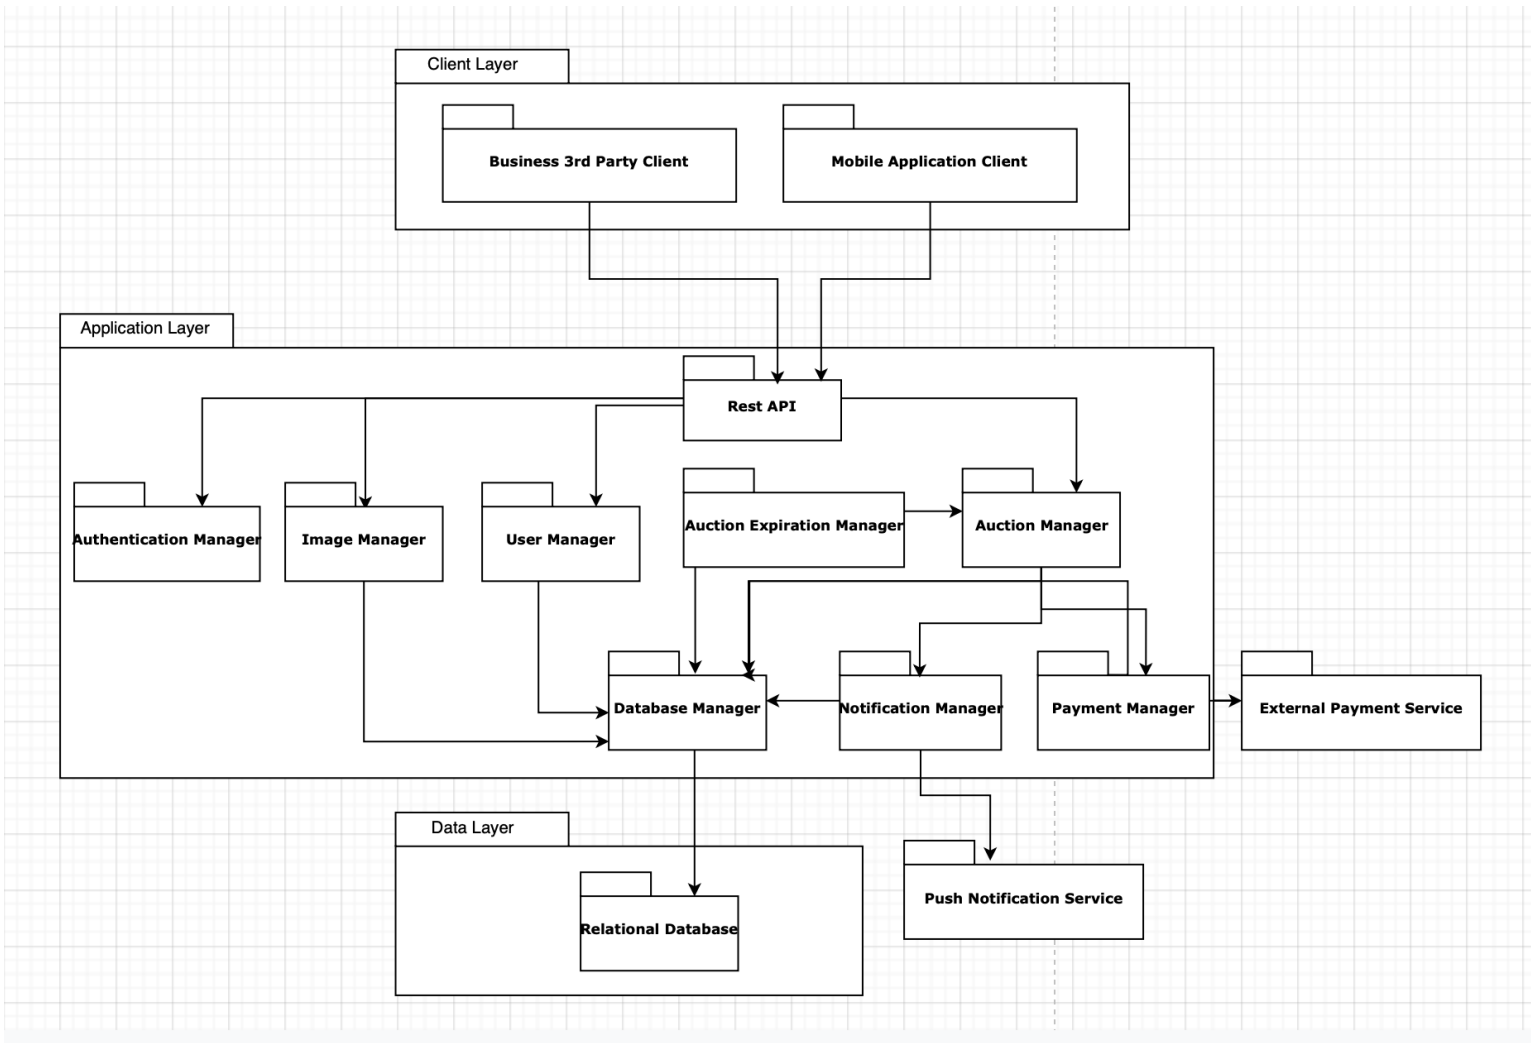 Client Layer
Business 3rd Party Client
Mobile Application Client
Application Layer
Rest API
Authentication Manager
Image Manager
User Manager
Auction Expiration Manager
Auction Manager
Database Manager
Notification Manager
Payment Manager
External Payment Service
Data Layer
Push Notification Service
Relational Database